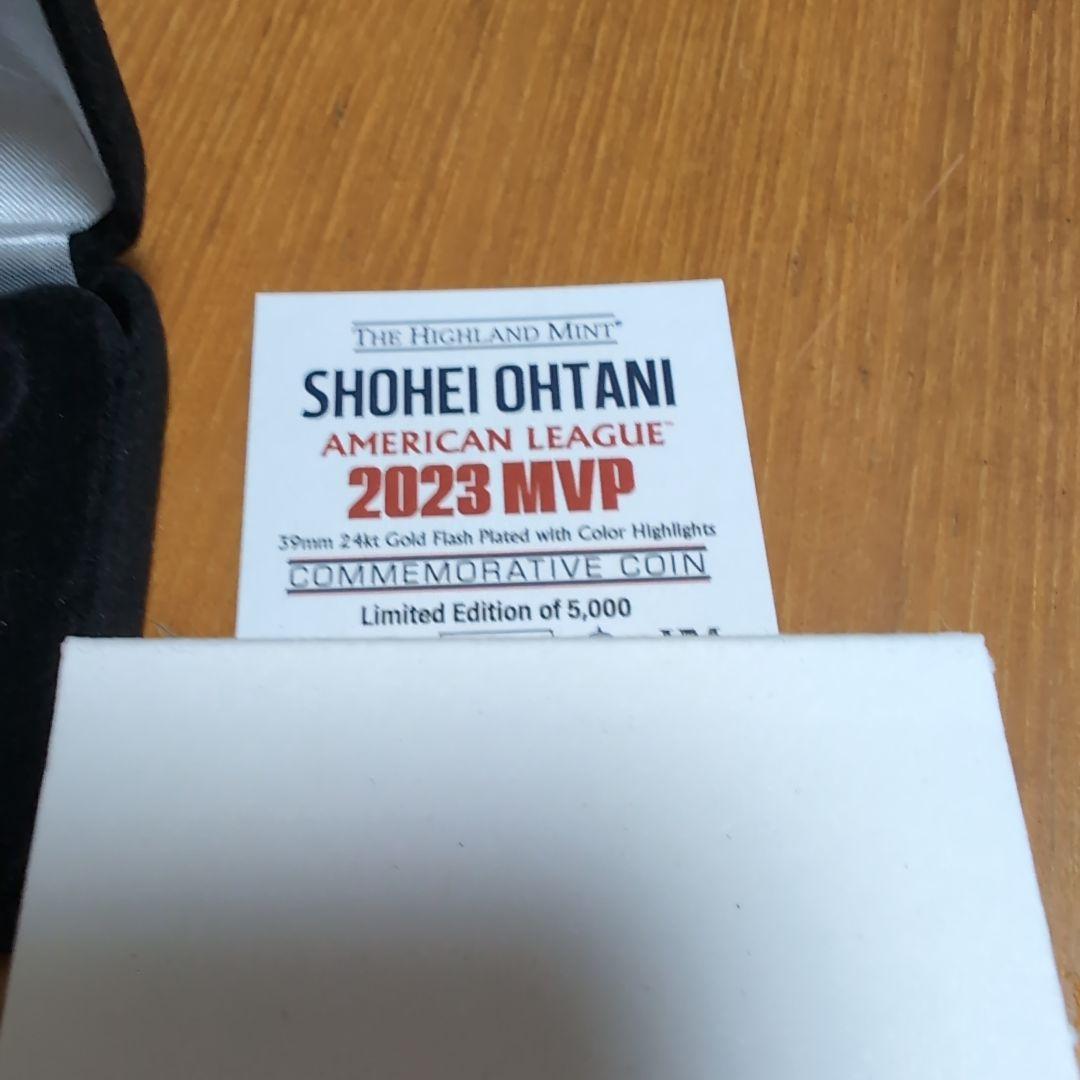 THE HIGHLAND MINT®
SHOHEI OHTANI
AMERICAN LEAGUE™
2023 MVP
39mm 24kt Gold Flash Plated with Color Highlights
COMMEMORATIVE COIN
Limited Edition of 5,000